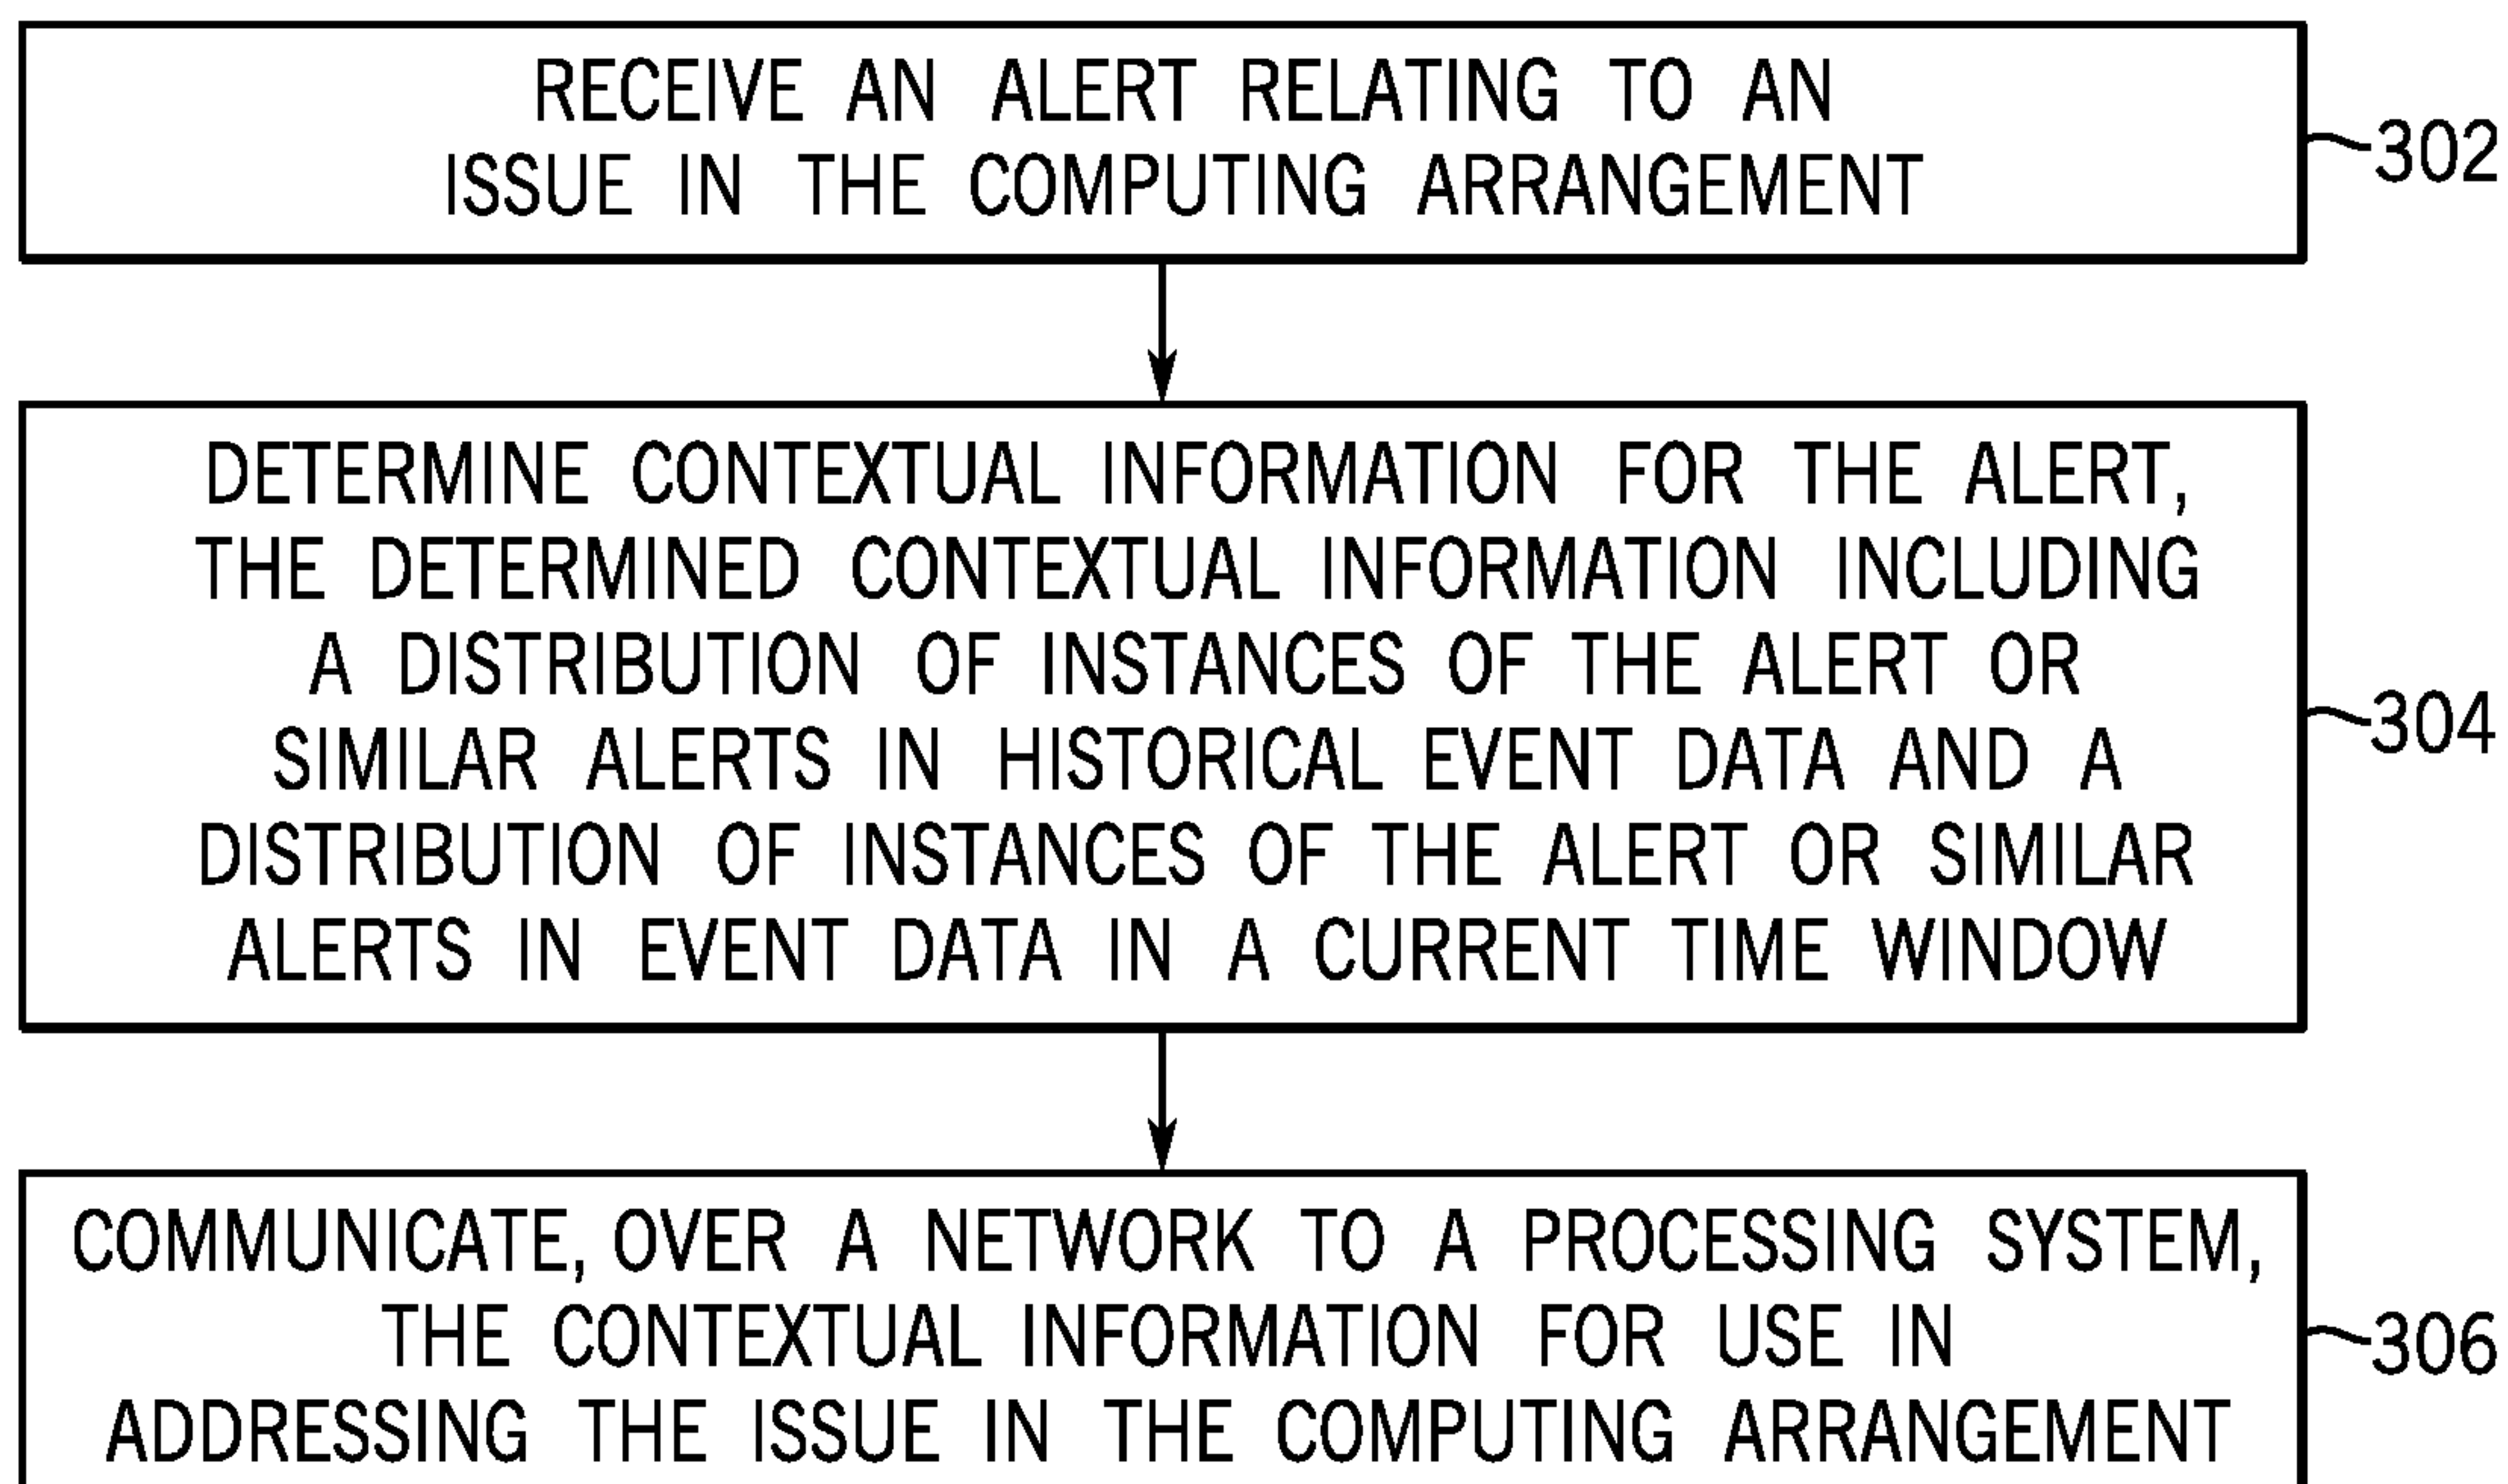 RECEIVE AN ALERT RELATING TO AN
ISSUE IN THE COMPUTING ARRANGEMENT
302
DETERMINE CONTEXTUAL INFORMATION FOR THE ALERT,
THE DETERMINED CONTEXTUAL INFORMATION INCLUDING
A DISTRIBUTION OF INSTANCES OF THE ALERT OR
SIMILAR ALERTS IN HISTORICAL EVENT DATA AND A
DISTRIBUTION OF INSTANCES OF THE ALERT OR SIMILAR
ALERTS IN EVENT DATA IN A CURRENT TIME WINDOW
304
COMMUNICATE, OVER A NETWORK TO A PROCESSING SYSTEM,
THE CONTEXTUAL INFORMATION FOR USE IN
ADDRESSING THE ISSUE IN THE COMPUTING ARRANGEMENT
306